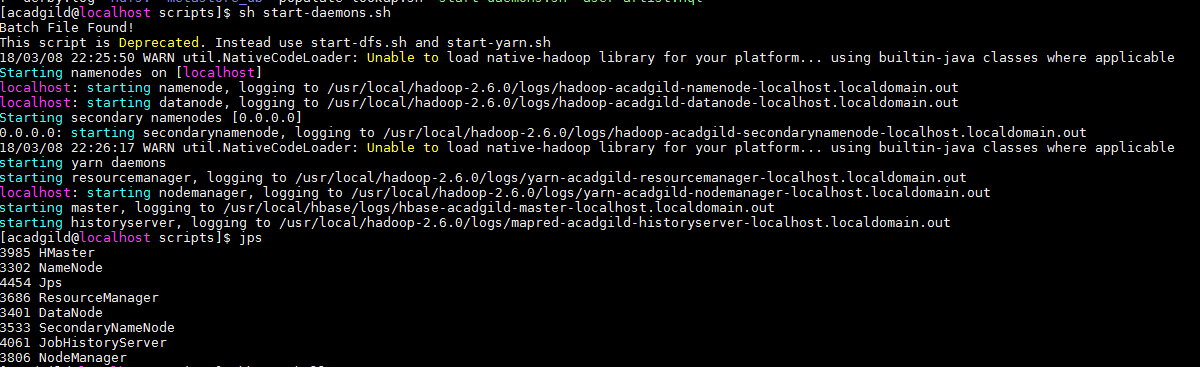 [acadgild@localhost scripts]$ sh start-daemons.sh
Batch File Found!
This script is Deprecated. Instead use start-dfs.sh and start-yarn.sh
18/03/08 22:25:50 WARN util.NativeCodeLoader: Unable to load native-hadoop library for your platform... using builtin-java classes where applicable
Starting namenodes on [localhost]
localhost: starting namenode, logging to /usr/local/hadoop-2.6.0/logs/hadoop-acadgild-namenode-localhost.localdomain.out
localhost: starting datanode, logging to /usr/local/hadoop-2.6.0/logs/hadoop-acadgild-datanode-localhost.localdomain.out
Starting secondary namenodes [0.0.0.0]
0.0.0.0: starting secondarynamenode, logging to /usr/local/hadoop-2.6.0/logs/hadoop-acadgild-secondarynamenode-localhost.localdomain.out
18/03/08 22:26:17 WARN util.NativeCodeLoader: Unable to load native-hadoop library for your platform... using builtin-java classes where applicable
starting yarn daemons
starting resourcemanager, logging to /usr/local/hadoop-2.6.0/logs/yarn-acadgild-resourcemanager-localhost.localdomain.out
localhost: starting nodemanager, logging to /usr/local/hadoop-2.6.0/logs/yarn-acadgild-nodemanager-localhost.localdomain.out
starting master, logging to /usr/local/hbase/logs/hbase-acadgild-master-localhost.localdomain.out
starting historyserver, logging to /usr/local/hadoop-2.6.0/logs/mapred-acadgild-historyserver-localhost.localdomain.out
[acadgild@localhost scripts]$ jps
3985 HMaster
3302 NameNode
4454 Jps
3686 ResourceManager
3401 DataNode
3533 SecondaryNameNode
4061 JobHistoryServer
3806 NodeManager